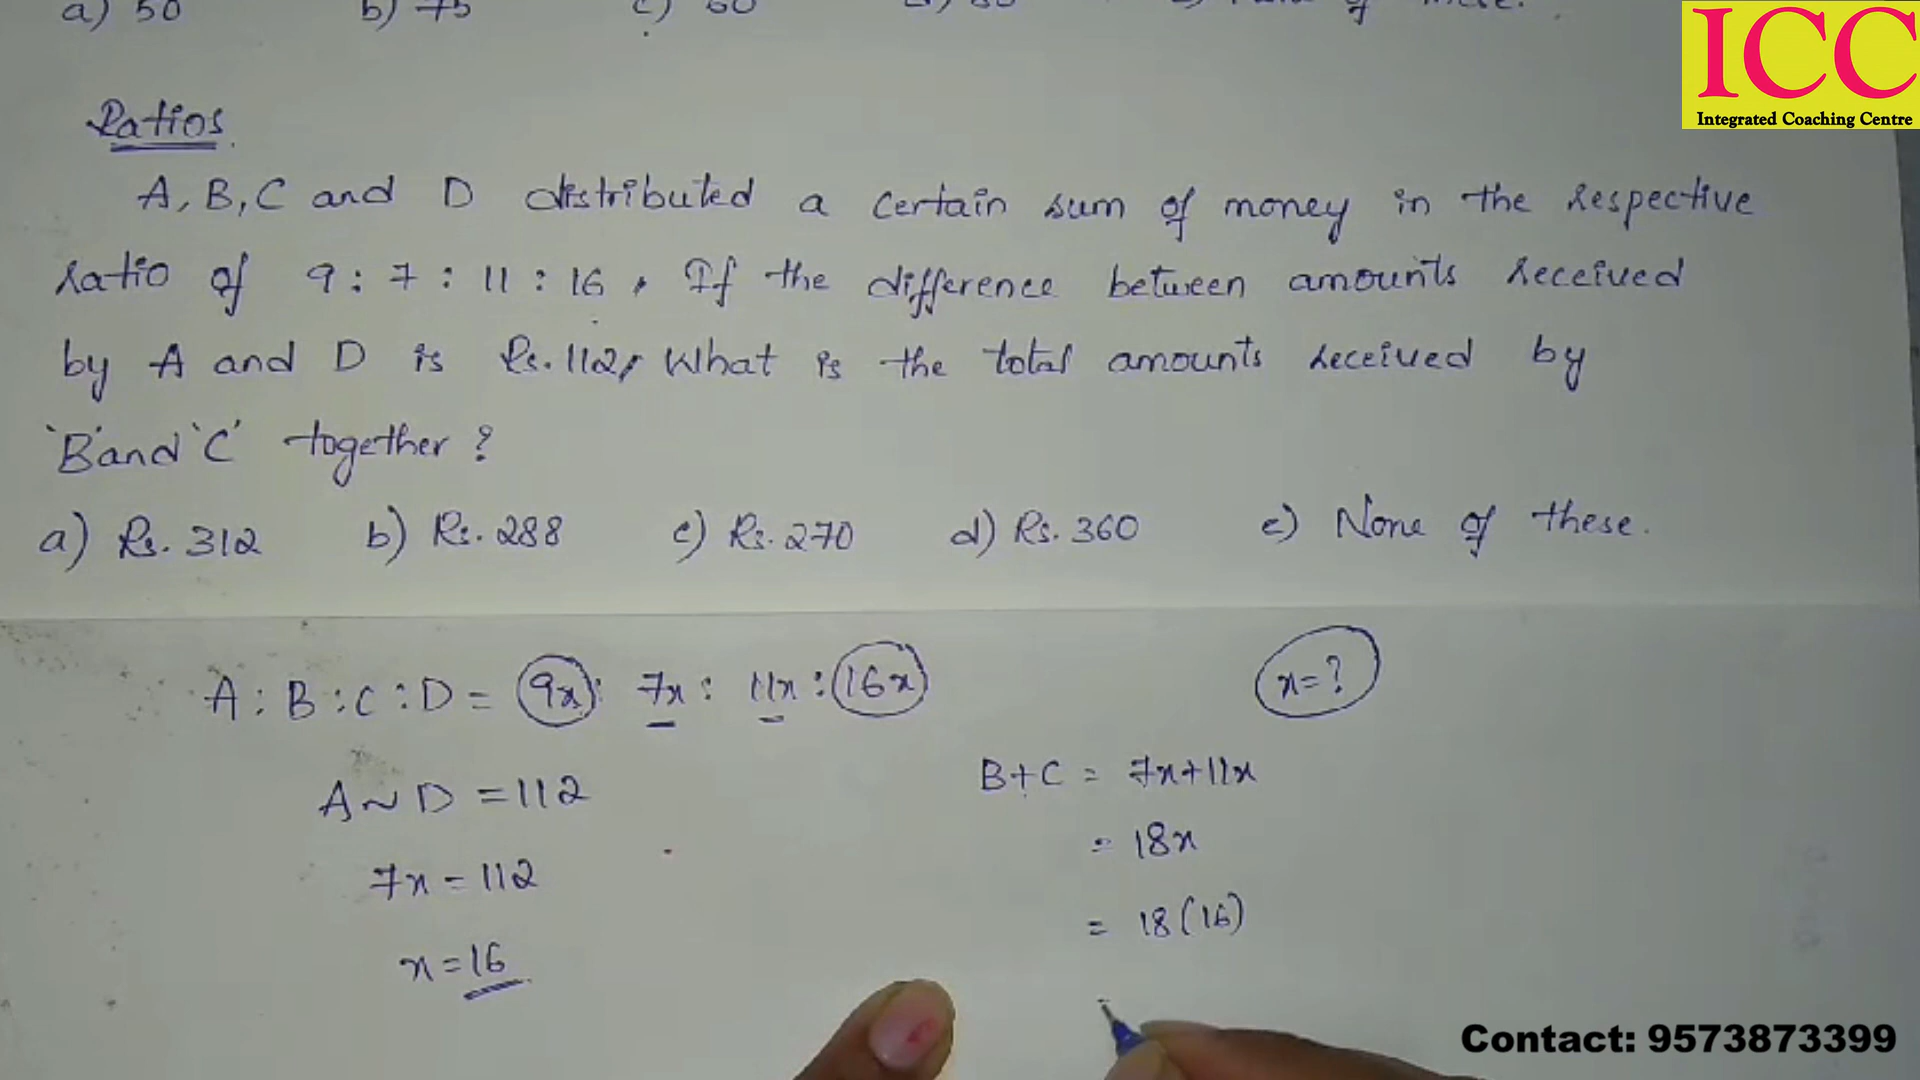 a) 50 b) 75 c) 60
ICC
Integrated Coaching Centre
Ratios.
A, B, C and D distributed a certain sum of money in the respective
ratio of 9 : 7 : 11 : 16. If the difference between amounts received
by A and D is Rs. 112, What is the total amounts received by
'B' and 'C' together?
a) Rs. 312 b) Rs. 288 c) Rs. 270 d) Rs. 360 e) None of these.
A : B : C : D = 9x : 7x : 11x : 16x
x = ?
A ~ D = 112
7x = 112
x = 16
B + C = 7x + 11x
= 18x
= 18(16)
Contact: 9573873399